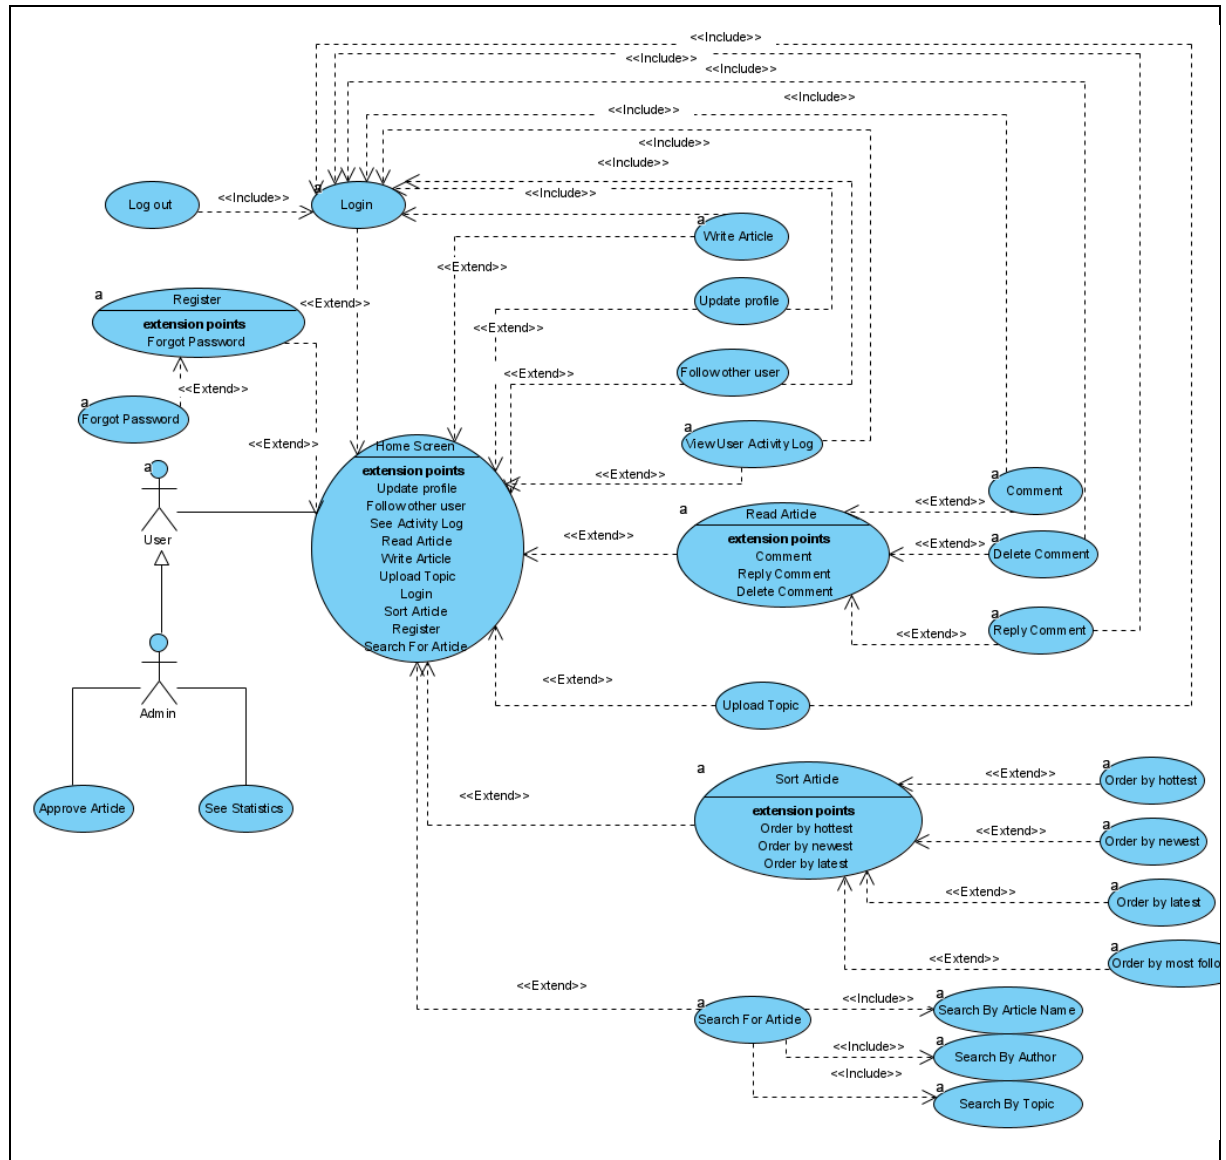 <<Include>>
<<Include>>
<<Include>>
<<Include>>
<<Include>>
<<Include>>
<<Include>>
<<Include>>
<<Include>>
a
Login
Log out
<<Include>>
a
Write Article
<<Extend>>
a
Register
extension points
Forgot Password
<<Extend>>
a
Update profile
<<Extend>>
a
Follow other user
<<Extend>>
a
Forgot Password
<<Extend>>
<<Extend>>
a
View User Activity Log
<<Extend>>
a
User
Home Screen
extension points
Update profile
Follow other user
See Activity Log
Read Article
Write Article
Upload Topic
Login
Sort Article
Register
Search For Article
<<Extend>>
a
Read Article
extension points
Comment
Reply Comment
Delete Comment
<<Extend>>
a
Comment
<<Extend>>
a
Delete Comment
<<Extend>>
a
Reply Comment
Admin
Approve Article
See Statistics
<<Extend>>
Upload Topic
<<Extend>>
a
Sort Article
extension points
Order by hottest
Order by newest
Order by latest
<<Extend>>
a
Order by hottest
<<Extend>>
a
Order by newest
<<Extend>>
a
Order by latest
<<Extend>>
a
Order by most follo
<<Extend>>
a
Search For Article
<<Include>>
a
Search By Article Name
<<Include>>
a
Search By Author
<<Include>>
a
Search By Topic